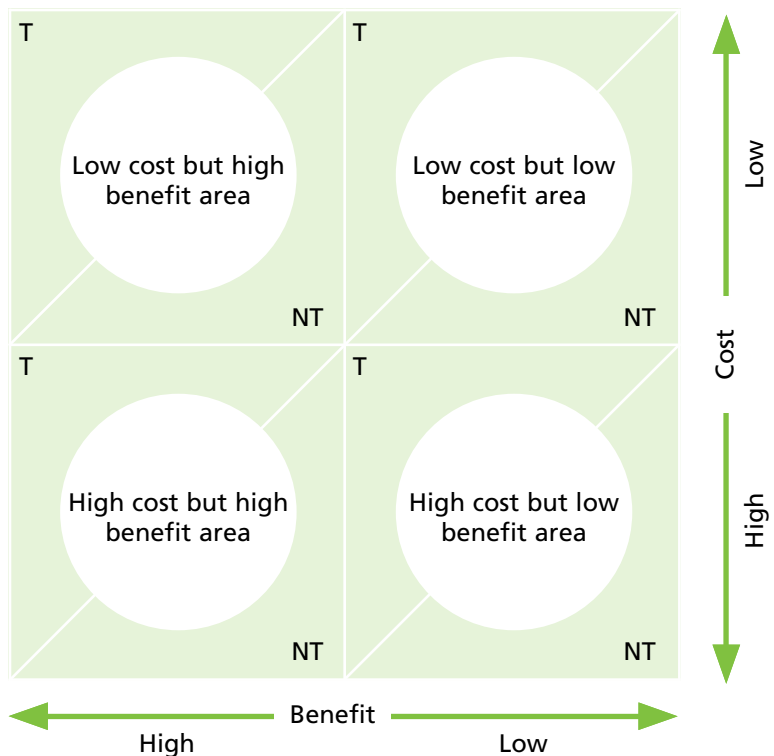 T
T
Low cost but high
benefit area
Low cost but low
benefit area
NT
NT
Low
Cost
T
T
High cost but high
benefit area
High cost but low
benefit area
NT
NT
High
Benefit
High
Low